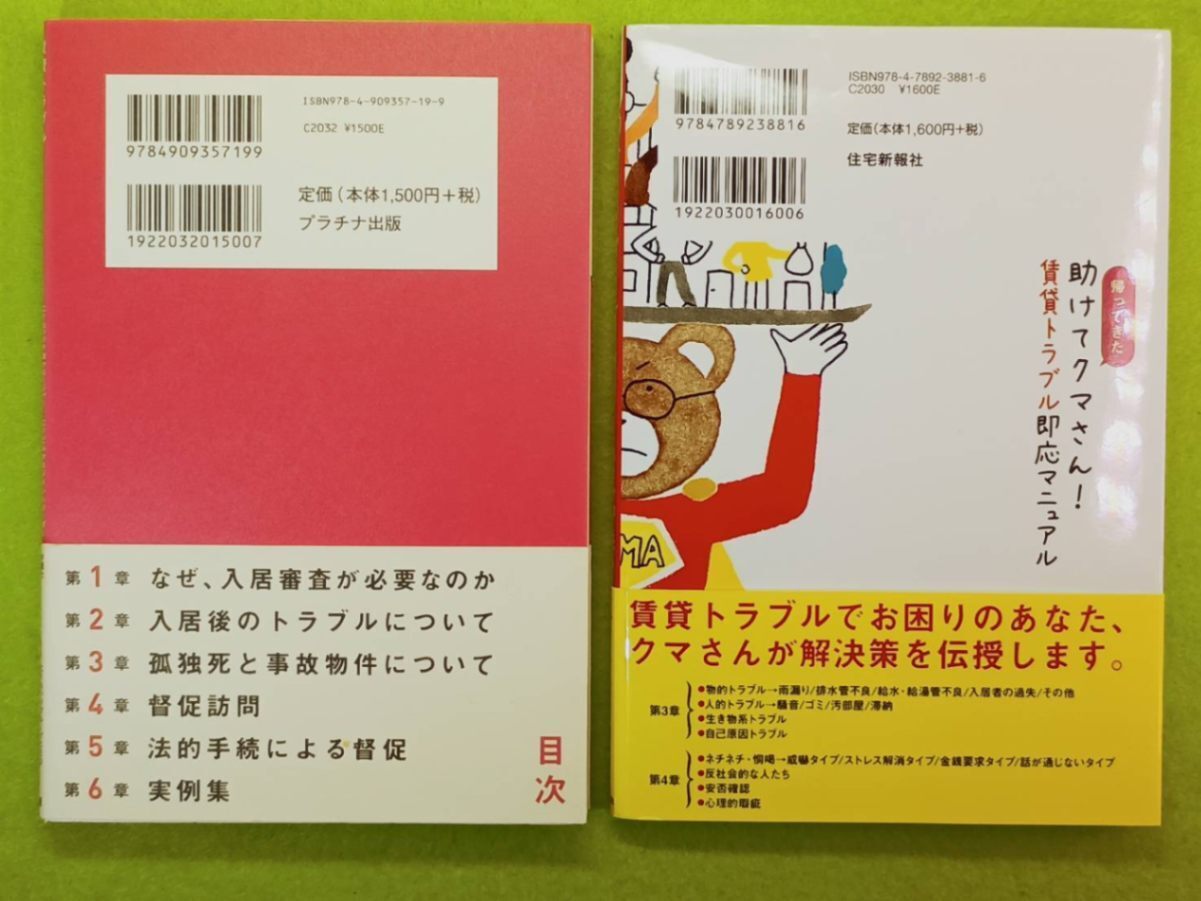 ISBN978-4-909357-19-9
C2032 ¥1500E
9784909357199
定価(本体1,500円+税)
プラチナ出版
1922032015007
第1章 なぜ、入居審査が必要なのか
第2章 入居後のトラブルについて
第3章 孤独死と事故物件について
第4章 督促訪問
第5章 法的手続による督促
第6章 実例集
目次
ISBN978-4-7892-3881-6
C2030 ¥1600E
9784789238816
定価(本体1,600円+税)
住宅新報社
1922030016006
帰ってきた
助けてクマさん!
賃貸トラブル即応マニュアル
MA
賃貸トラブルでお困りのあなた、
クマさんが解決策を伝授します。
第3章
●物的トラブル→雨漏り/排水管不良/給水・給湯管不良/入居者の過失/その他
●人的トラブル→騒音/ゴミ/汚部屋/滞納
●生き物系トラブル
●自己原因トラブル
第4章
●ネチネチ・恫喝→威嚇タイプ/ストレス解消タイプ/金銭要求タイプ/話が通じないタイプ
●反社会的な人たち
●安否確認
●心理的瑕疵